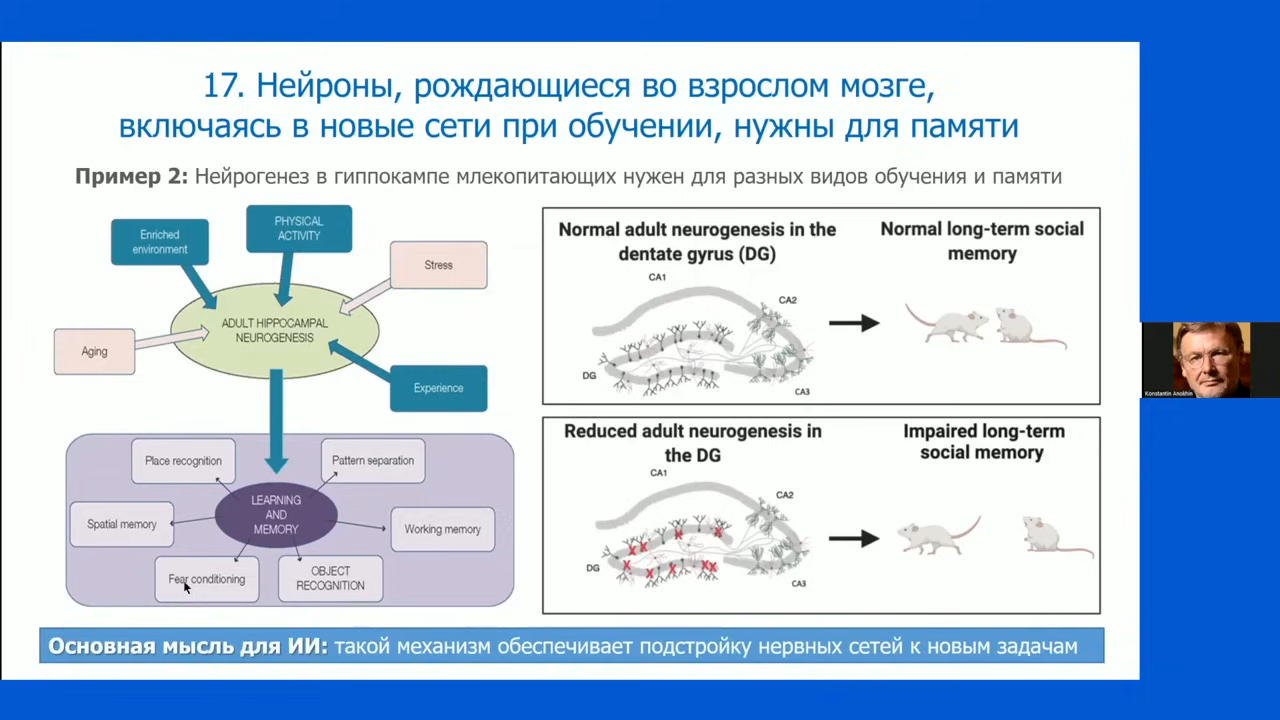 17. Нейроны, рождающиеся во взрослом мозге,
включаясь в новые сети при обучении, нужны для памяти
Пример 2: Нейрогенез в гиппокампе млекопитающих нужен для разных видов обучения и памяти
Enriched
environment
PHYSICAL
ACTIVITY
Stress
ADULT HIPPOCAMPAL
NEUROGENESIS
Aging
Experience
Place recognition
Pattern separation
LEARNING
AND
MEMORY
Spatial memory
Working memory
Fear conditioning
OBJECT
RECOGNITION
Normal adult neurogenesis in the
dentate gyrus (DG)
Normal long-term social
memory
CA1
CA2
DG
CA3
Reduced adult neurogenesis in
the DG
Impaired long-term
social memory
CA1
CA2
DG
CA3
Konstantin Anokhin
Основная мысль для ИИ: такой механизм обеспечивает подстройку нервных сетей к новым задачам